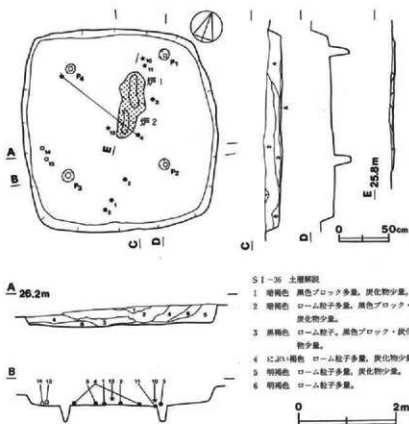 P₁
P₄
炉 1
炉 2
P₂
P₃
A
B
E
C
D
C
D
E 25.8m
0 50cm
A 26.2m
B
SI-36 土層解説
1 暗褐色 黒色ブロック多量,炭化物少量。
2 暗褐色 ローム粒子多量,黒色ブロック・
炭化物少量。
3 黒褐色 ローム粒子,黒色ブロック・炭化
物少量。
4 にぶい褐色 ローム粒子多量,炭化物少
5 明褐色 ローム粒子多量,炭化物少量。
6 明褐色 ローム粒子多量。
0 2m